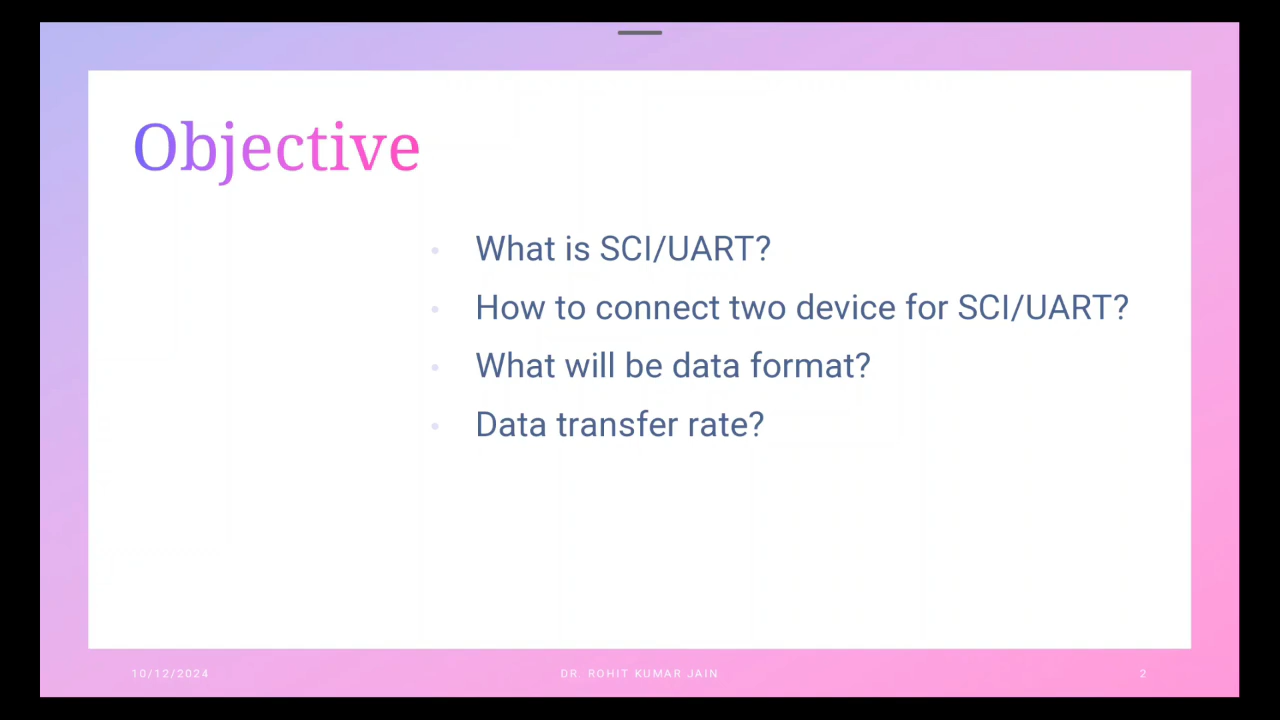 Objective
• What is SCI/UART?
• How to connect two device for SCI/UART?
• What will be data format?
• Data transfer rate?
10/12/2024
DR. ROHIT KUMAR JAIN
2